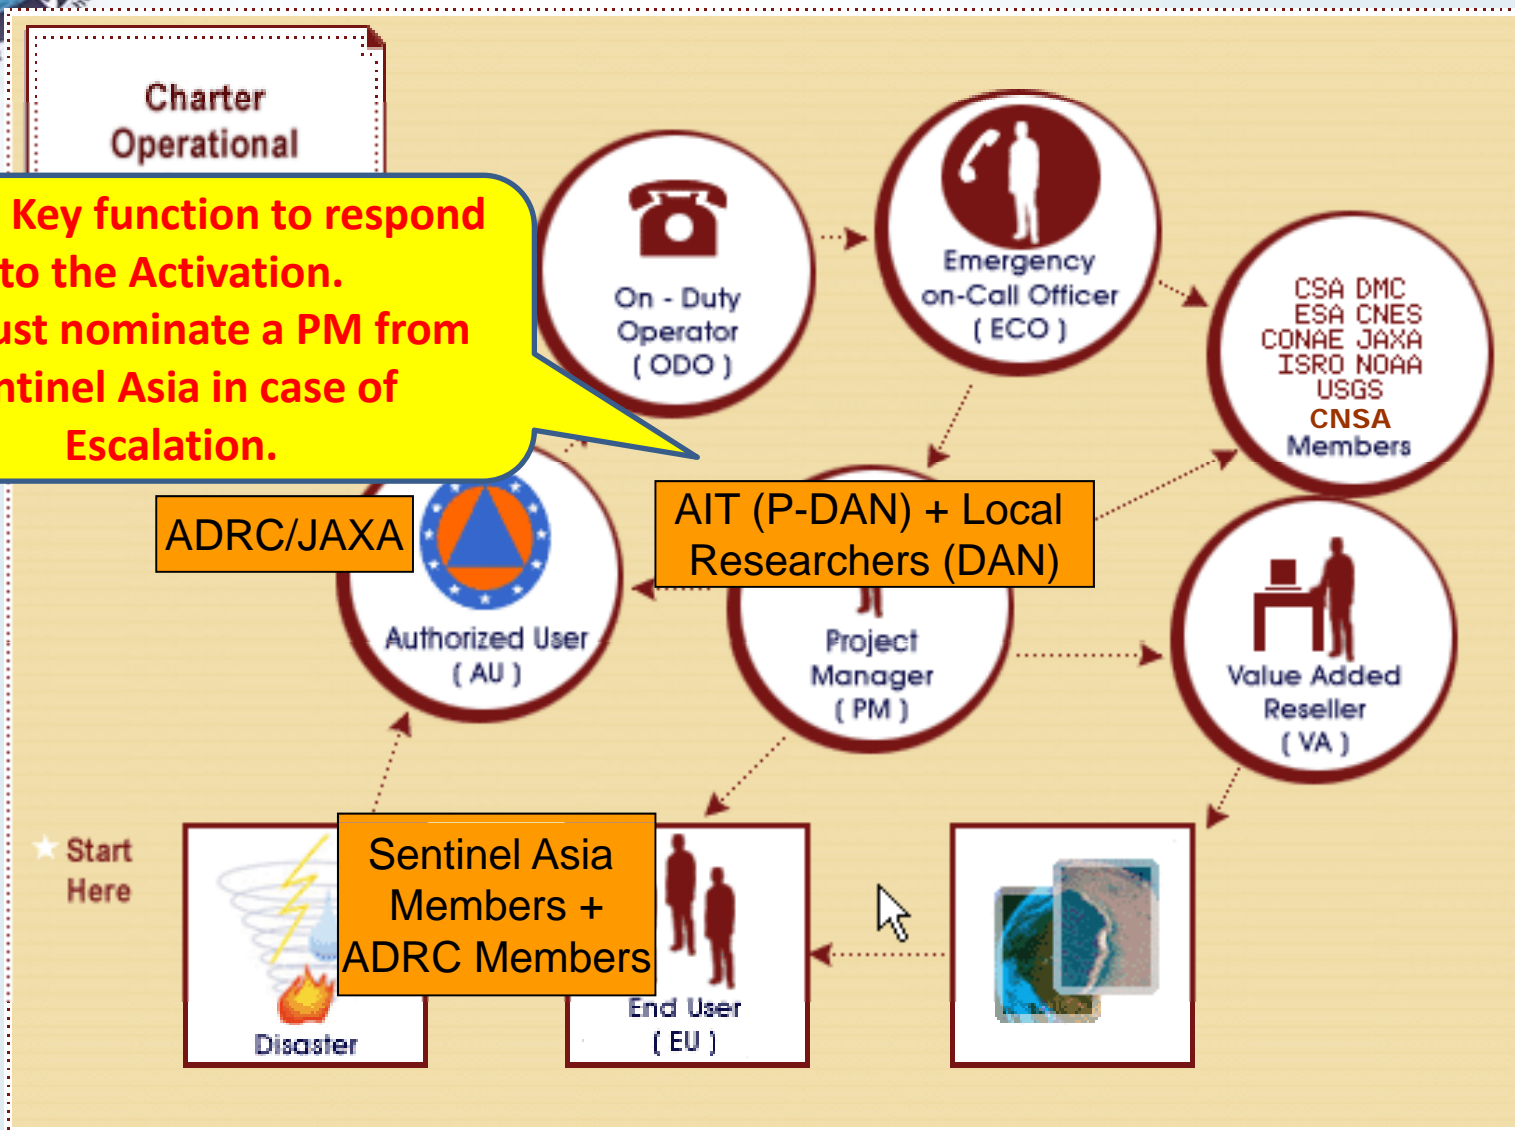 Charter
Operational
Key function to respond
to the Activation.
nominate a PM from
Asia in case of
Escalation.
On - Duty
Operator
( ODO )
Emergency
on-Call Officer
( ECO )
CSA DMC
ESA CNES
CONAE JAXA
ISRO NOAA
USGS
CNSA
Members
ADRC/JAXA
Authorized User
( AU )
AIT (P-DAN) + Local
Researchers (DAN)
Project
Manager
( PM )
Value Added
Reseller
( VA )
Start
Here
Disaster
Sentinel Asia
Members +
ADRC Members
End User
( EU )